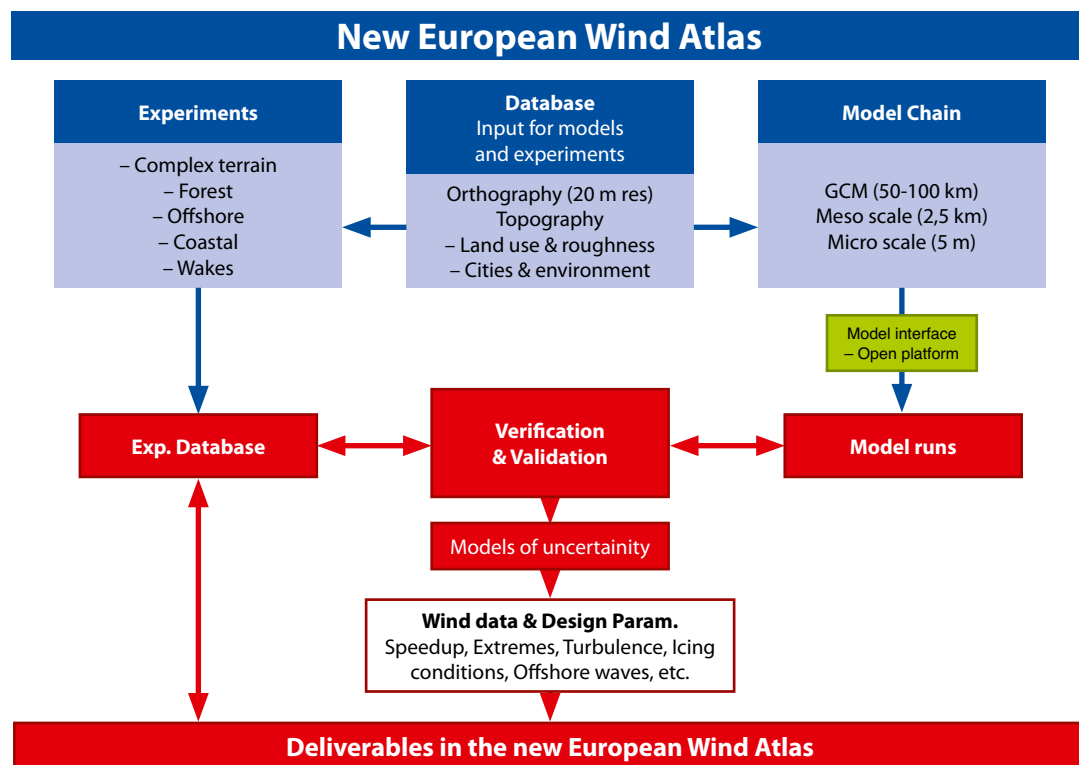 New European Wind Atlas
Experiments
– Complex terrain
– Forest
– Offshore
– Coastal
– Wakes
Database
Input for models
and experiments
Orthography (20 m res)
Topography
– Land use & roughness
– Cities & environment
Model Chain
GCM (50-100 km)
Meso scale (2,5 km)
Micro scale (5 m)
Model interface
– Open platform
Exp. Database
Verification
& Validation
Model runs
Models of uncertainity
Wind data & Design Param.
Speedup, Extremes, Turbulence, Icing
conditions, Offshore waves, etc.
Deliverables in the new European Wind Atlas